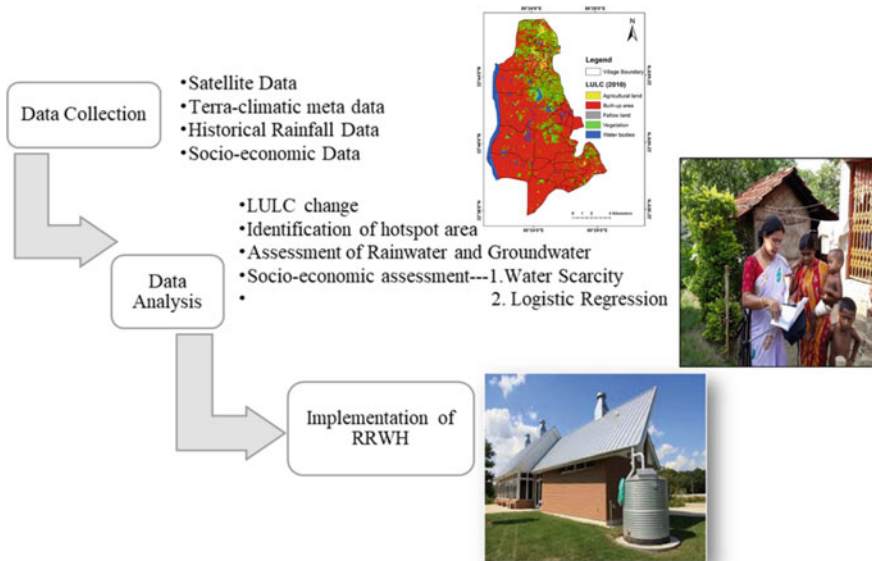 Data Collection
•Satellite Data
•Terra-climatic meta data
•Historical Rainfall Data
•Socio-economic Data
N
Legend
Village Boundary
LULC (2010)
Agricultural land
Built-up area
Fallow land
Vegetation
Water bodies
Kilometers
Data
Analysis
•LULC change
•Identification of hotspot area
•Assessment of Rainwater and Groundwater
•Socio-economic assessment---1.Water Scarcity
• 2. Logistic Regression
Implementation of
RRWH